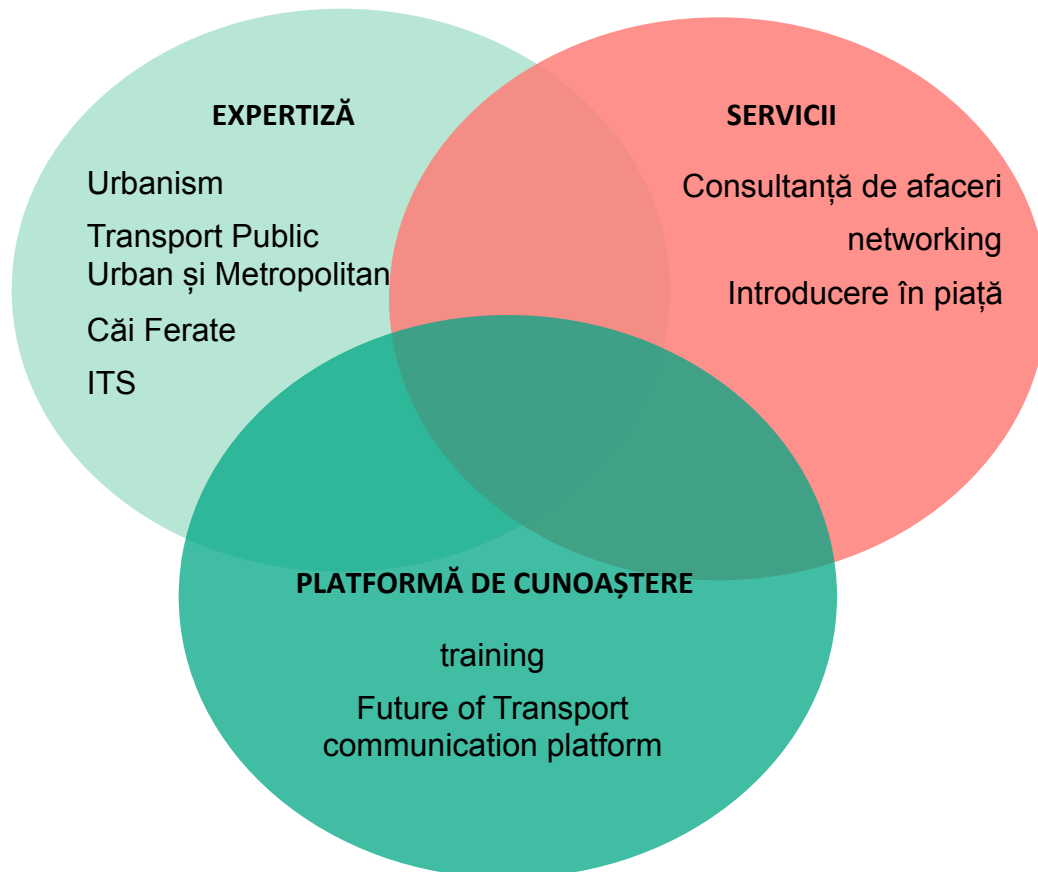 EXPERTIZĂ
Urbanism
Transport Public
Urban și Metropolitan
Căi Ferate
ITS
SERVICII
Consultanță de afaceri
networking
Introducere în piață
PLATFORMĂ DE CUNOAȘTERE
training
Future of Transport
communication platform